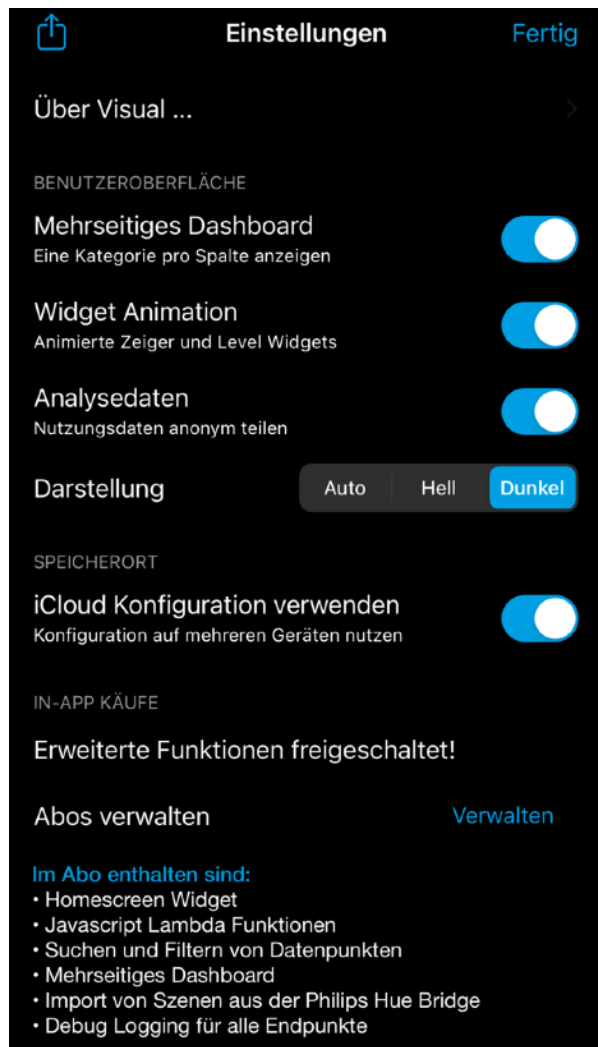 Einstellungen
Fertig
Über Visual ...
BENUTZEROBERFLÄCHE
Mehrseitiges Dashboard
Eine Kategorie pro Spalte anzeigen
Widget Animation
Animierte Zeiger und Level Widgets
Analysedaten
Nutzungsdaten anonym teilen
Darstellung
Auto
Hell
Dunkel
SPEICHERORT
iCloud Konfiguration verwenden
Konfiguration auf mehreren Geräten nutzen
IN-APP KÄUFE
Erweiterte Funktionen freigeschaltet!
Abos verwalten
Verwalten
Im Abo enthalten sind:
• Homescreen Widget
• Javascript Lambda Funktionen
• Suchen und Filtern von Datenpunkten
• Mehrseitiges Dashboard
• Import von Szenen aus der Philips Hue Bridge
• Debug Logging für alle Endpunkte